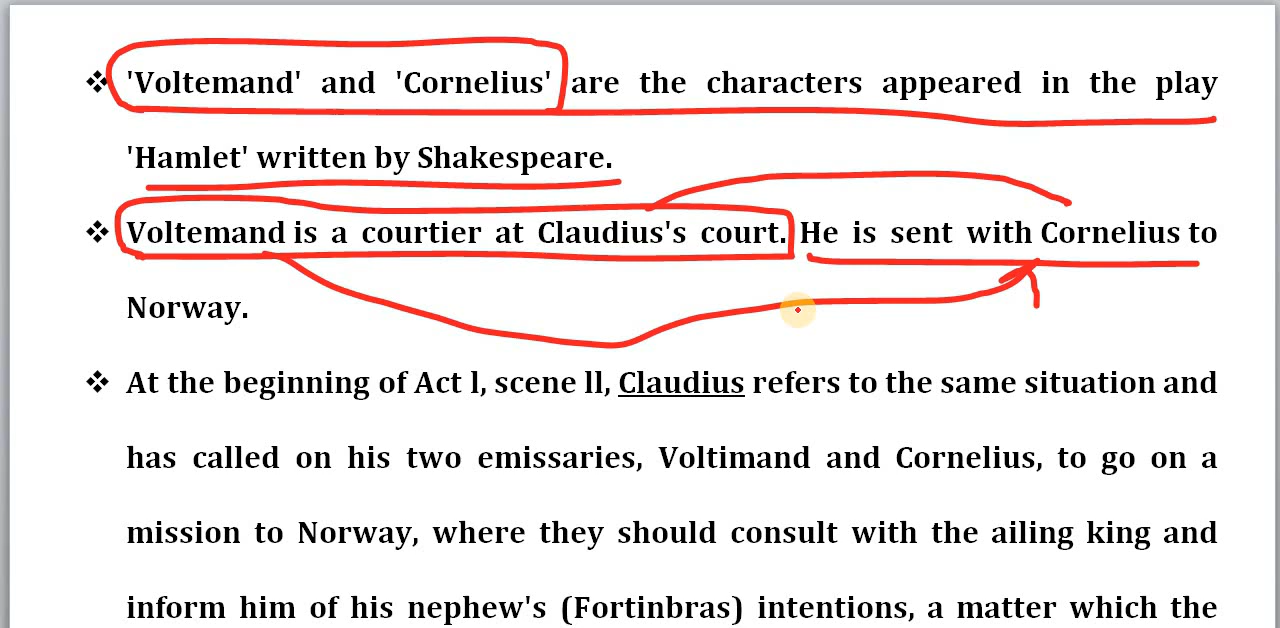 ❖ 'Voltemand' and 'Cornelius' are the characters appeared in the play
'Hamlet' written by Shakespeare.
❖ Voltemand is a courtier at Claudius's court. He is sent with Cornelius to
Norway.
❖ At the beginning of Act l, scene ll, Claudius refers to the same situation and
has called on his two emissaries, Voltimand and Cornelius, to go on a
mission to Norway, where they should consult with the ailing king and
inform him of his nephew's (Fortinbras) intentions, a matter which the